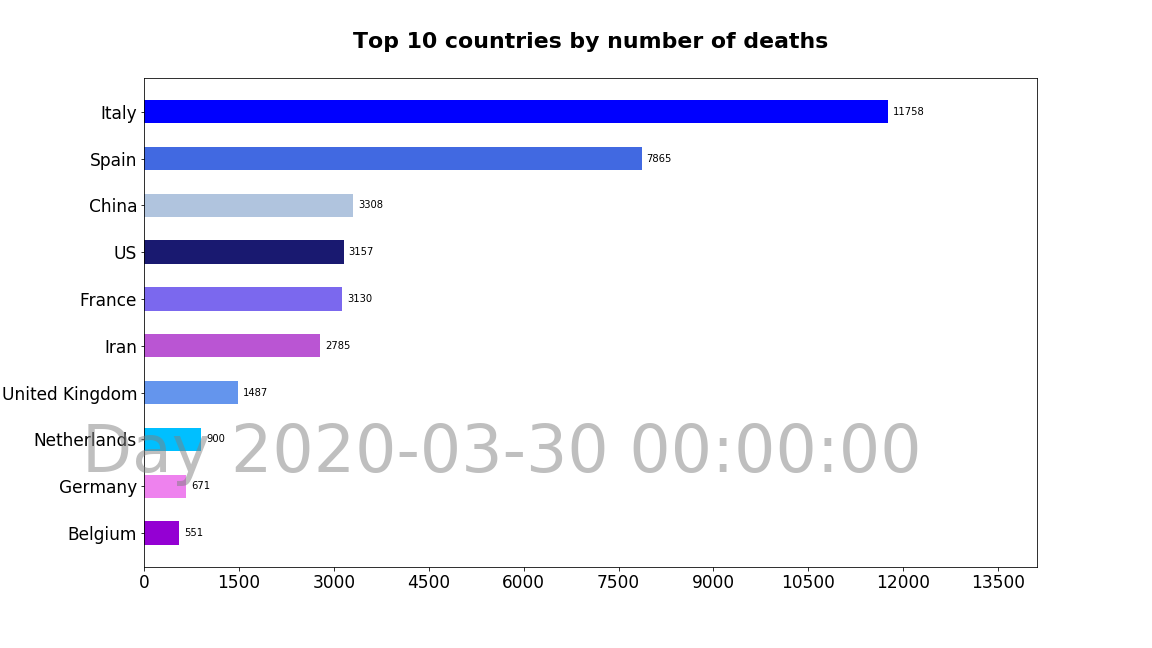 Top 10 countries by number of deaths
Italy 11758
Spain 7865
China 3308
US 3157
France 3130
Iran 2785
United Kingdom 1487
Netherlands 900
Day 2020-03-30 00:00:00
Germany 671
Belgium 551
0 1500 3000 4500 6000 7500 9000 10500 12000 13500